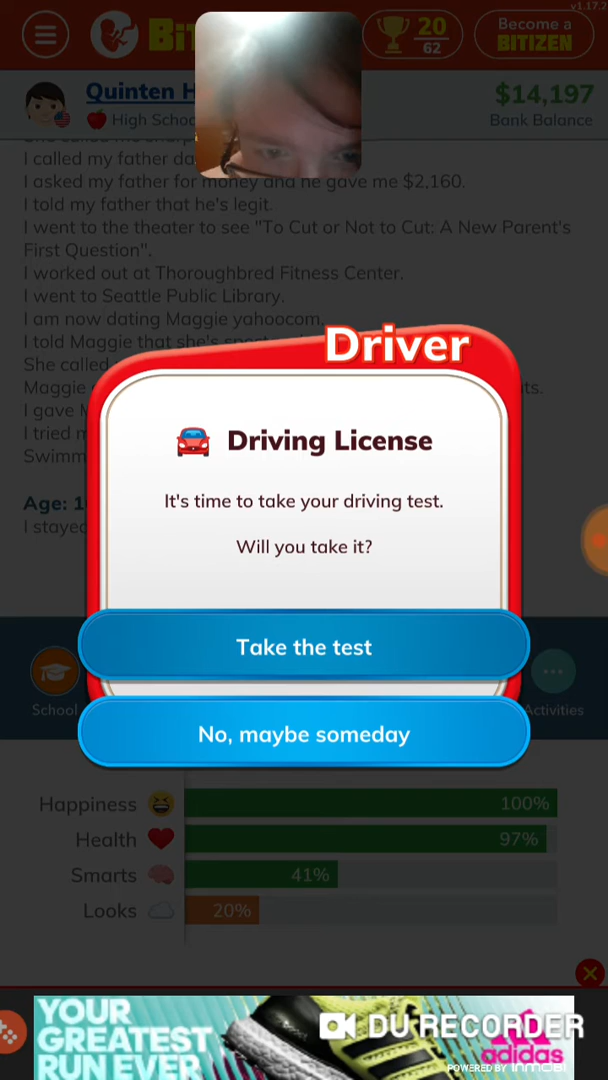 v1.17.2
Bit
20
62
Become a
BITIZEN
Quinten H
$14,197
High Schoo
Bank Balance
I called my father da
I asked my father for money and he gave me $2,160.
I told my father that he's legit.
I went to the theater to see "To Cut or Not to Cut: A New Parent's
First Question".
I worked out at Thoroughbred Fitness Center.
I went to Seattle Public Library.
I am now dating Maggie yahoocom.
I told Maggie that she's
She called
Maggie
I gave M
I tried m
Swimm
Age: 1
I stayed
Driver
Driving License
It's time to take your driving test.
Will you take it?
Take the test
No, maybe someday
School
Activities
Happiness 100%
Health 97%
Smarts 41%
Looks 20%
YOUR
GREATEST
RUN EVER
DU RECORDER
adidas
POWERED BY INMOBI